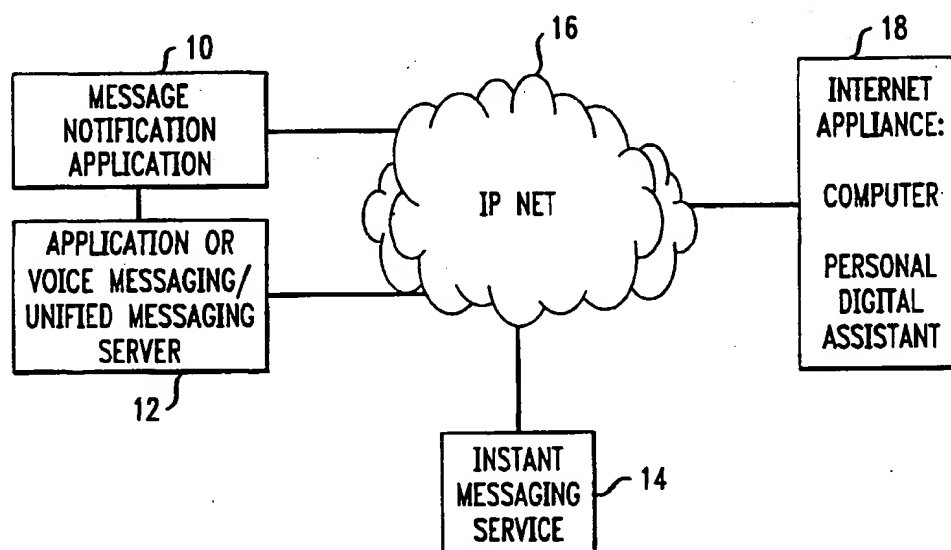 10
MESSAGE
NOTIFICATION
APPLICATION
APPLICATION OR
VOICE MESSAGING/
UNIFIED MESSAGING
SERVER
12
16
IP NET
INSTANT
MESSAGING
SERVICE
14
18
INTERNET
APPLIANCE:
COMPUTER
PERSONAL
DIGITAL
ASSISTANT